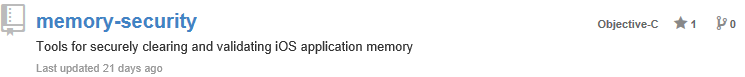 memory-security
Objective-C 1 0
Tools for securely clearing and validating iOS application memory
Last updated 21 days ago